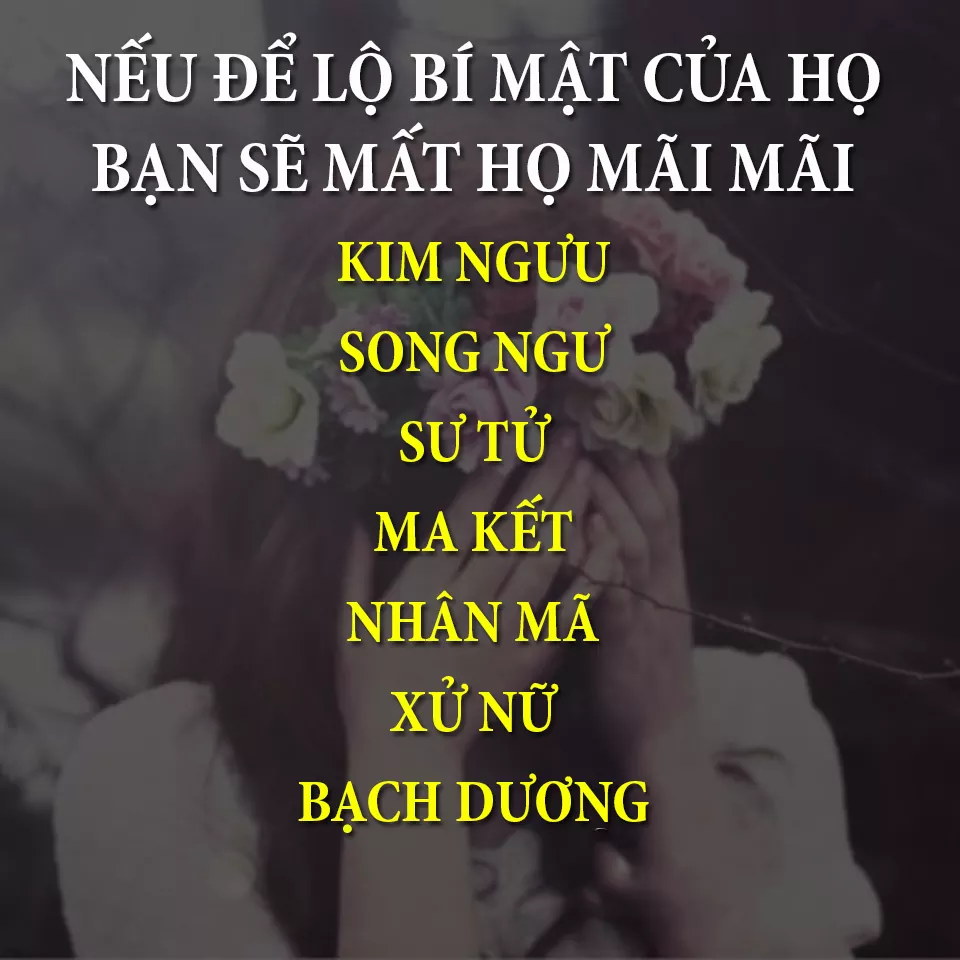 NẾU ĐỂ LỘ BÍ MẬT CỦA HỌ
BẠN SẼ MẤT HỌ MÃI MÃI
KIM NGƯU
SONG NGƯ
SƯ TỬ
MA KẾT
NHÂN MÃ
XỬ NỮ
BẠCH DƯƠNG